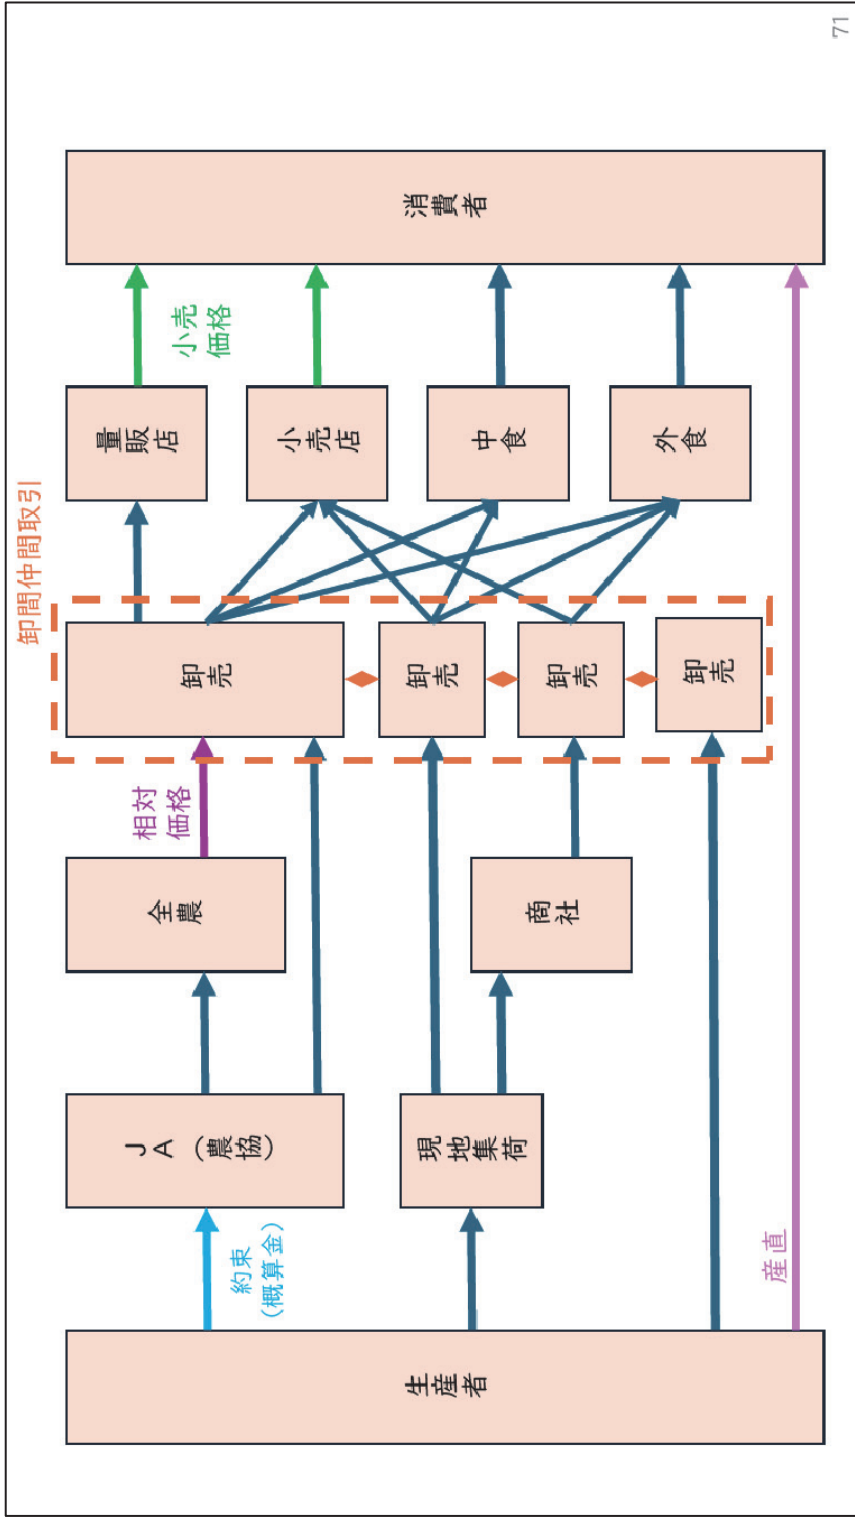 生産者
約束
(概算金)
産直
JA(農協)
現地集荷
全農
商社
相対
価格
卸間仲間取引
卸売
卸売
卸売
卸売
量販店
小売店
中食
外食
小売
価格
消費者
71